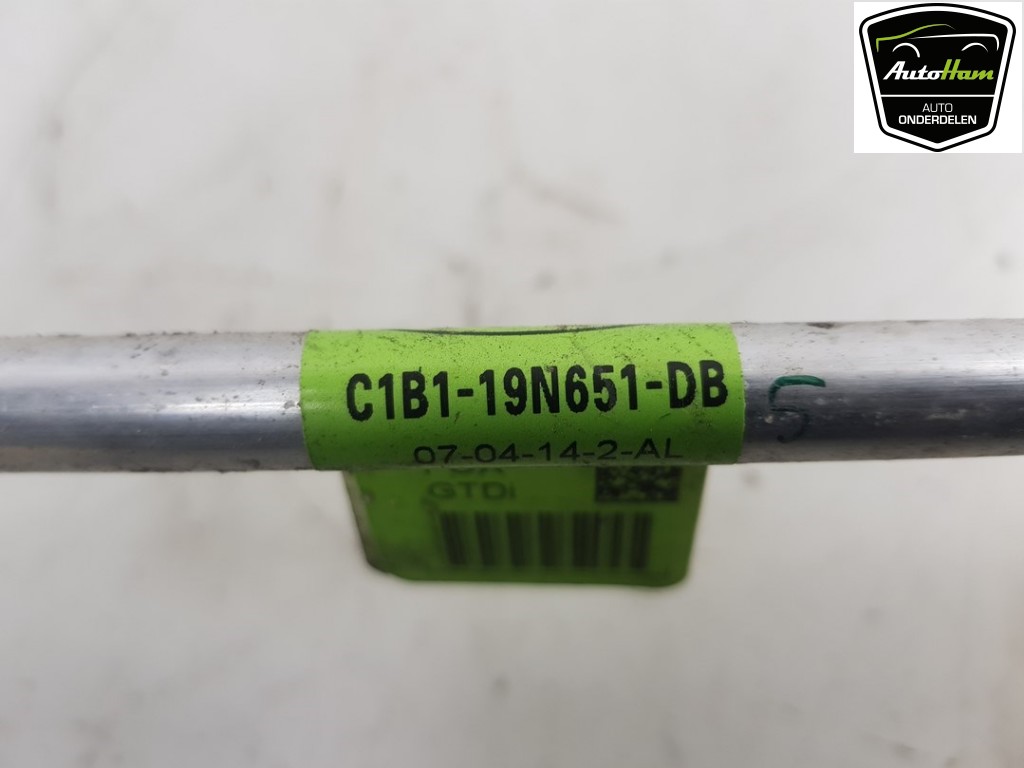 AutoHam
AUTO
ONDERDELEN
C1B1-19N651-DB
S
07-04-14-2-AL
GTDi